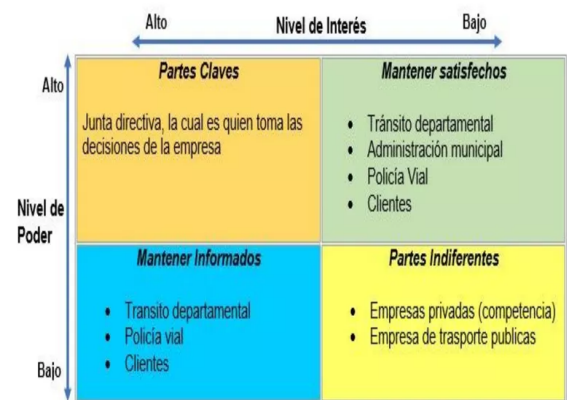 Alto
Nivel de Interés
Bajo
Alto
Nivel de
Poder
Bajo
Partes Claves
Junta directiva, la cual es quien toma las
decisiones de la empresa
Mantener satisfechos
• Tránsito departamental
• Administración municipal
• Policía Vial
• Clientes
Mantener Informados
• Transito departamental
• Policía vial
• Clientes
Partes Indiferentes
• Empresas privadas (competencia)
• Empresa de trasporte publicas